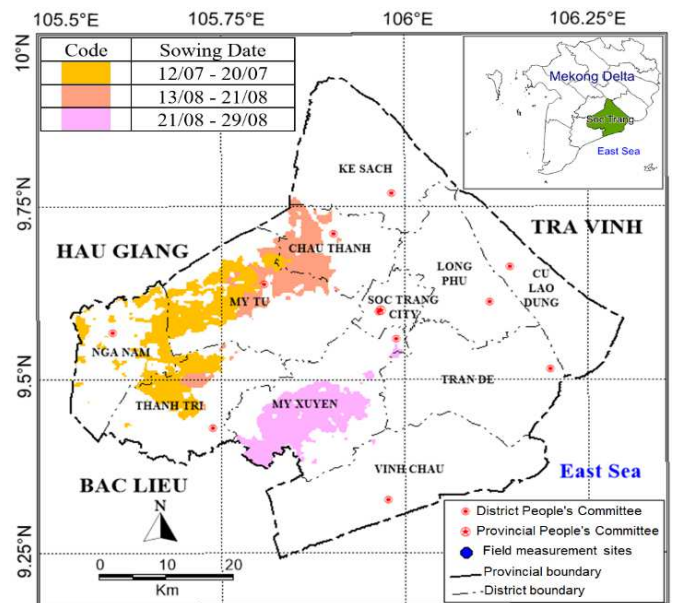 105.5°E 105.75°E 106°E 106.25°E
10°N
9.75°N
9.5°N
9.25°N
Code Sowing Date
12/07 - 20/07
13/08 - 21/08
21/08 - 29/08
Mekong Delta
Soc Trang
East Sea
KE SACH
TRA VINH
HAU GIANG
CHAU THANH
LONG
PHU
CU
LAO
DUNG
MY TU
SOC TRANG
CITY
NGA NAM
TRAN DE
THANH TRI
MY XUYEN
VINH CHAU
East Sea
BAC LIEU
N
0 10 20
Km
District People's Committee
Provincial People's Committee
Field measurement sites
Provincial boundary
District boundary